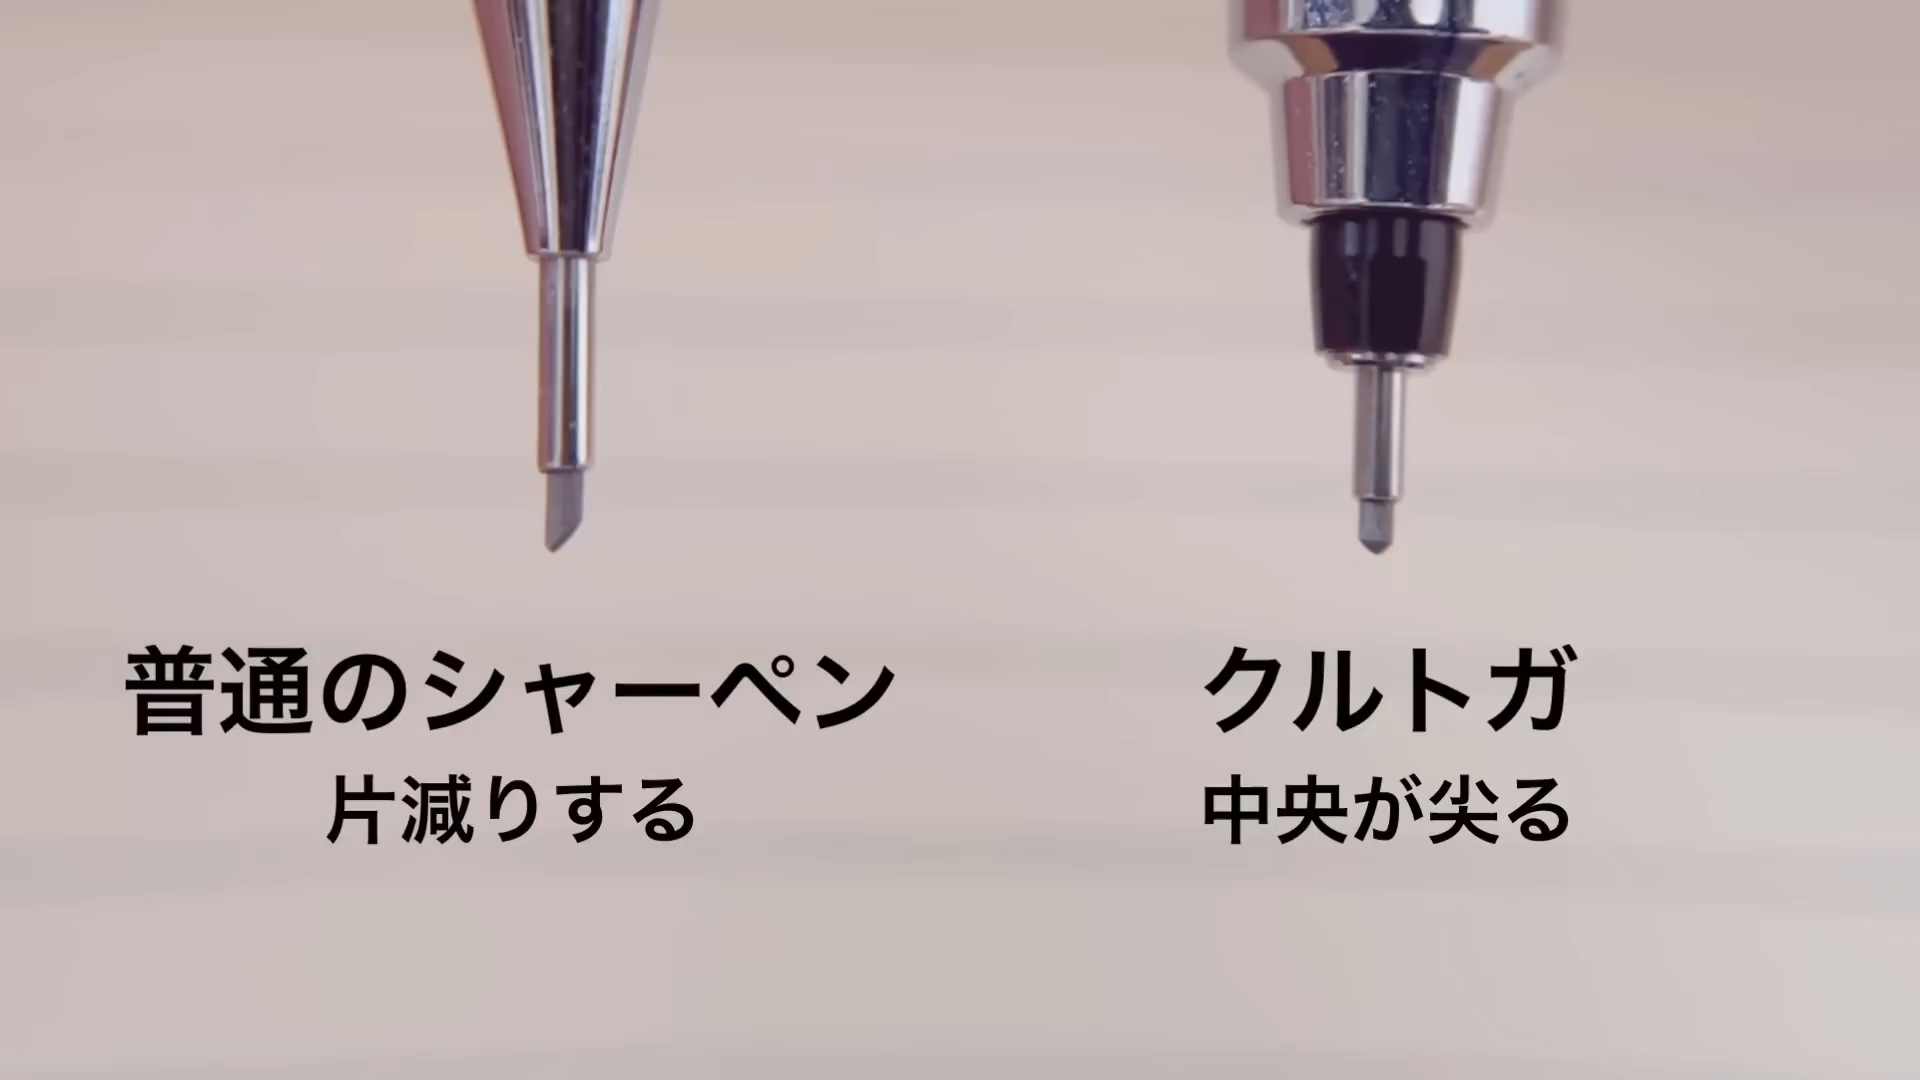 普通のシャーペン
片減りする
クルトガ
中央が尖る